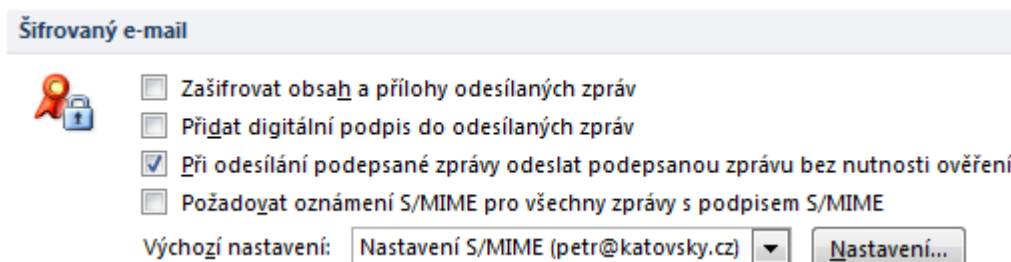 Šifrovaný e-mail
Zašifrovat obsah a přílohy odesílaných zpráv
Přidat digitální podpis do odesílaných zpráv
Při odesílání podepsané zprávy odeslat podepsanou zprávu bez nutnosti ověření
Požadovat oznámení S/MIME pro všechny zprávy s podpisem S/MIME
Výchozí nastavení: Nastavení S/MIME (petr@katovsky.cz) Nastavení...